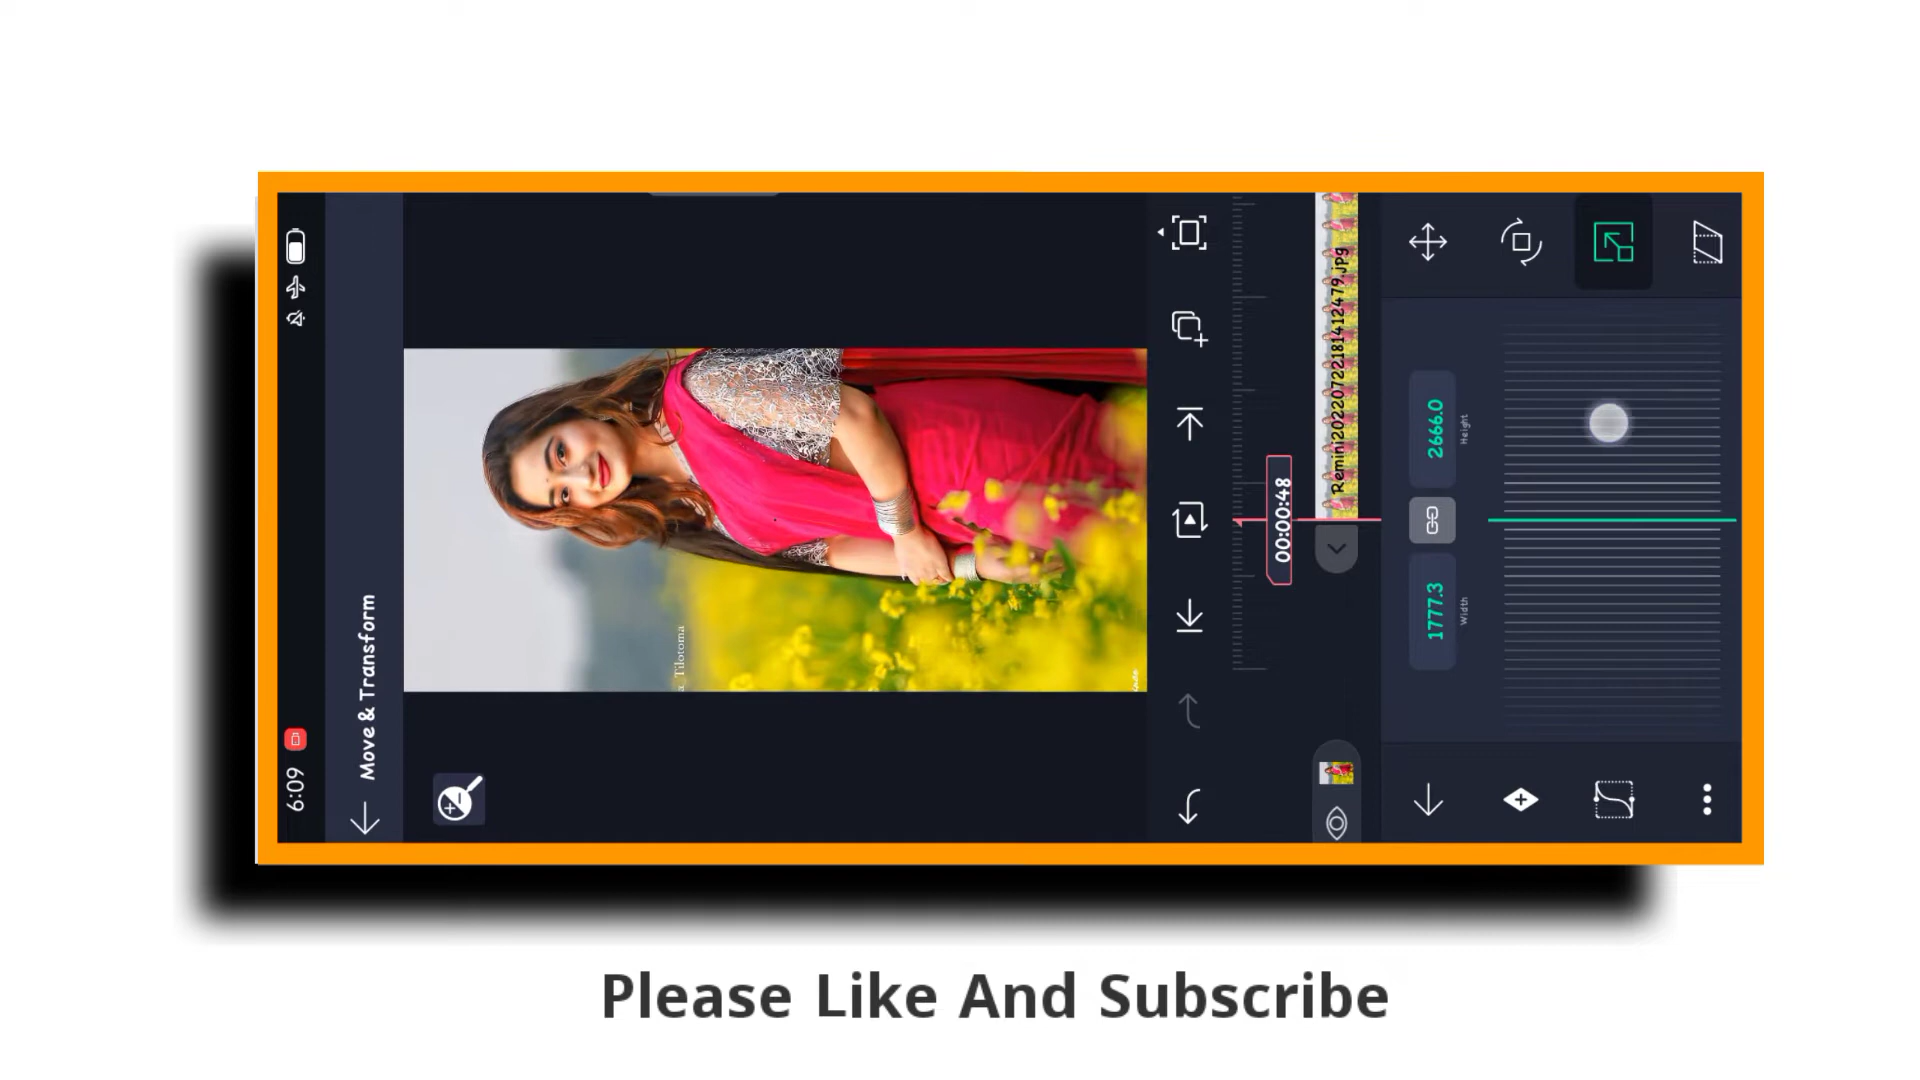 6:09
Move & Transform
a Tilotoma
00:00:48
Remini20220722181412479.jpg
1777.3
Width
2666.0
Height
Please Like And Subscribe